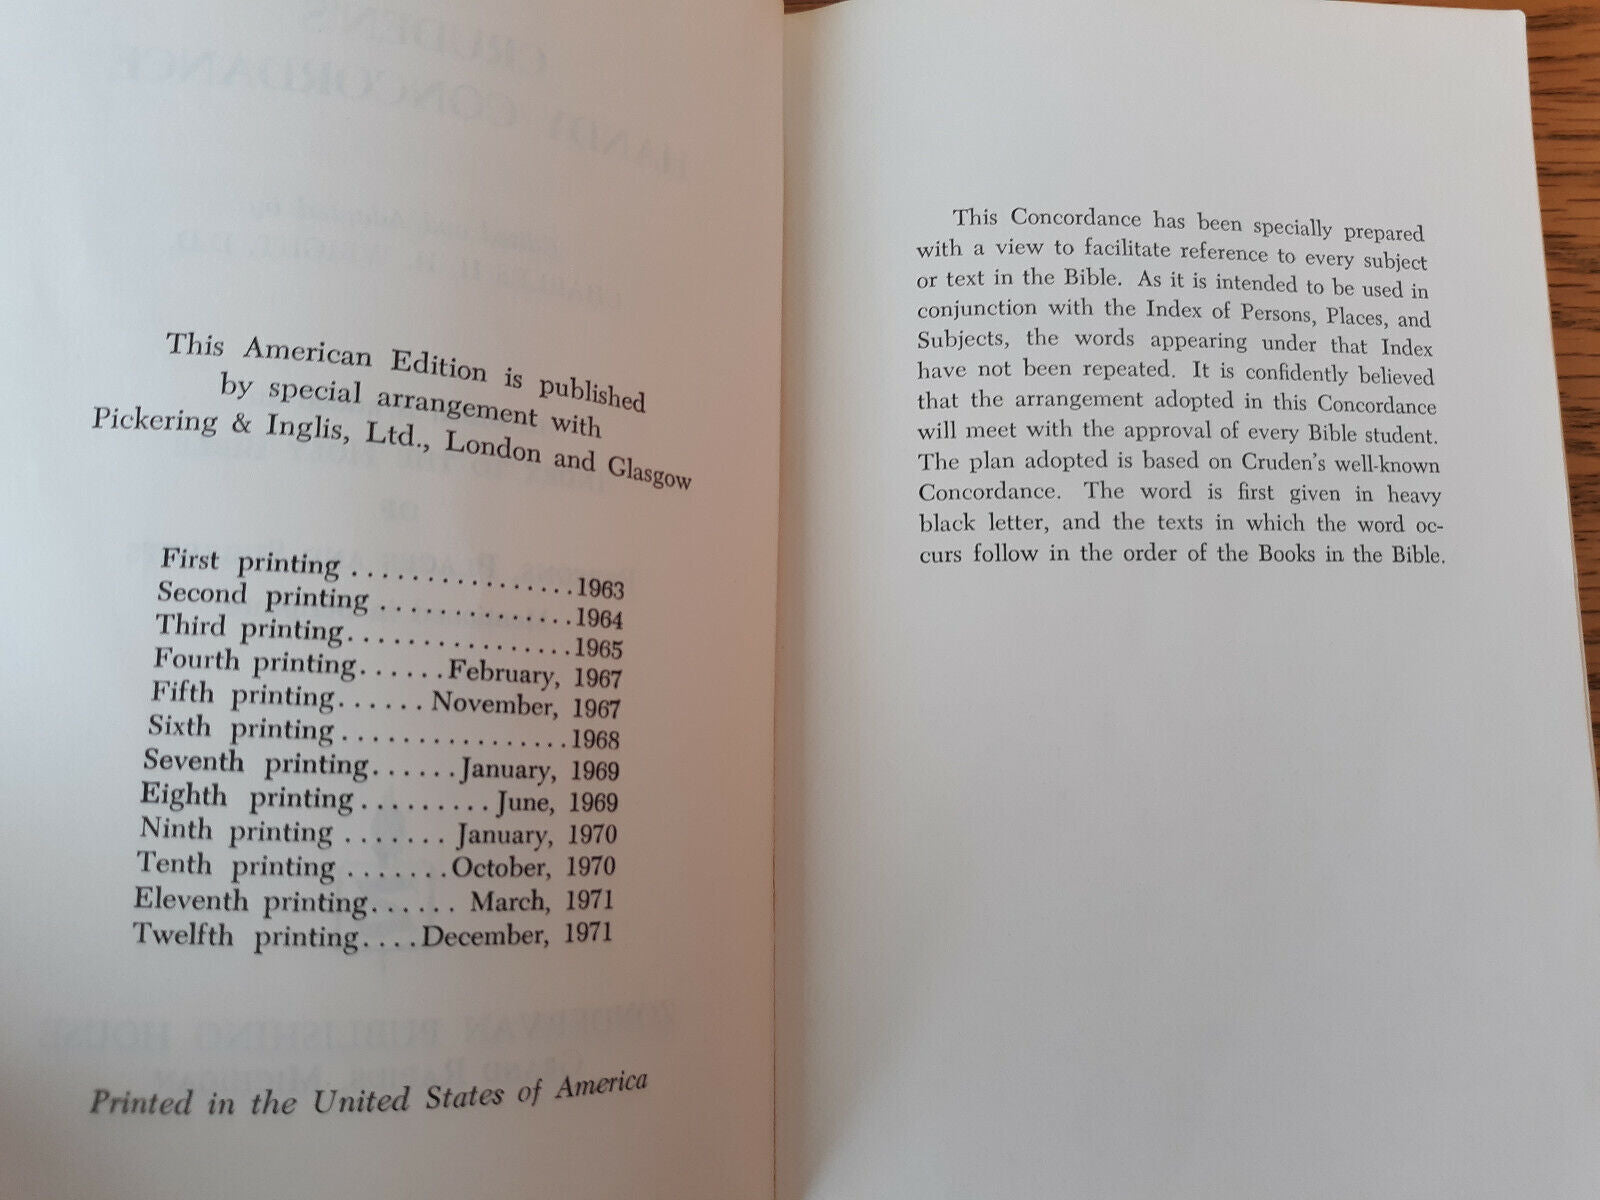 This American Edition is published
by special arrangement with
Pickering & Inglis, Ltd., London and Glasgow
First printing ................1963
Second printing .............1964
Third printing................1965
Fourth printing......February, 1967
Fifth printing...... November, 1967
Sixth printing ................1968
Seventh printing......January, 1969
Eighth printing......... June, 1969
Ninth printing ....... January, 1970
Tenth printing .......October, 1970
Eleventh printing...... March, 1971
Twelfth printing....December, 1971
Printed in the United States of America
This Concordance has been specially prepared
with a view to facilitate reference to every subject
or text in the Bible. As it is intended to be used in
conjunction with the Index of Persons, Places, and
Subjects, the words appearing under that Index
have not been repeated. It is confidently believed
that the arrangement adopted in this Concordance
will meet with the approval of every Bible student.
The plan adopted is based on Cruden's well-known
Concordance. The word is first given in heavy
black letter, and the texts in which the word oc-
curs follow in the order of the Books in the Bible.